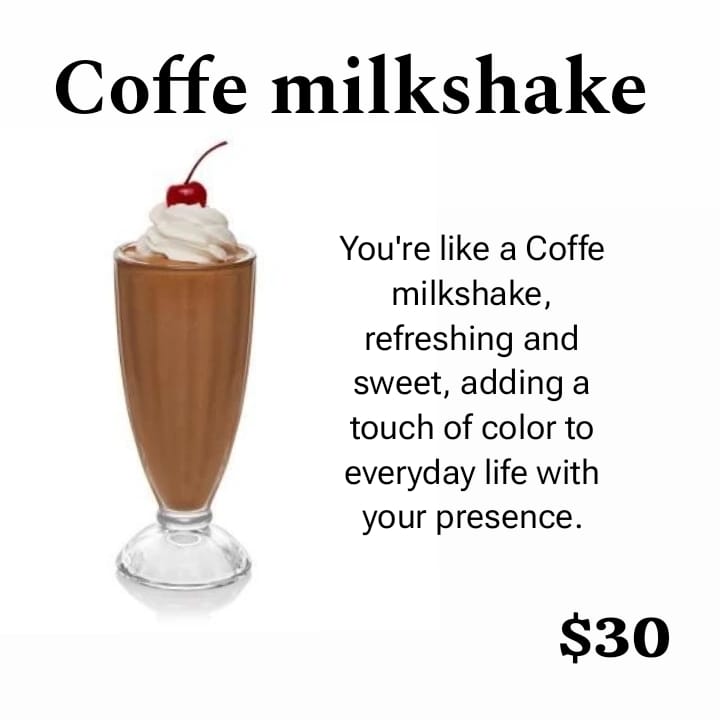 Coffe milkshake
You're like a Coffe
milkshake,
refreshing and
sweet, adding a
touch of color to
everyday life with
your presence.
$30